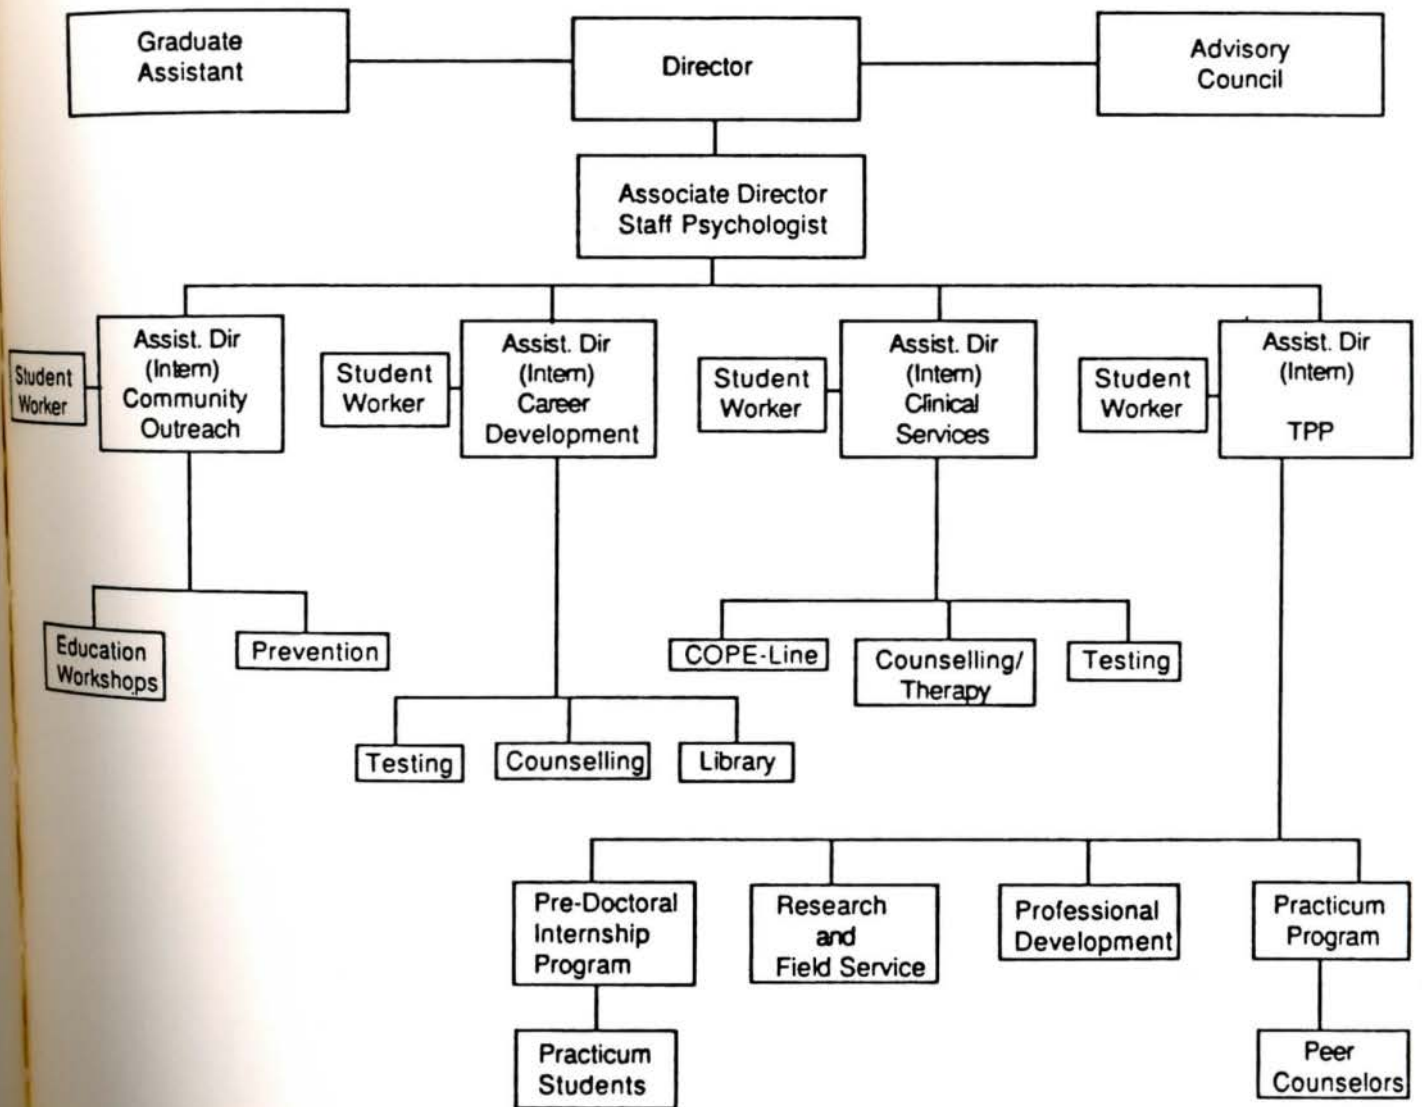 Graduate
Assistant
Director
Advisory
Council
Associate Director
Staff Psychologist
Student
Worker
Assist. Dir
(Intern)
Community
Outreach
Student
Worker
Assist. Dir
(Intern)
Career
Development
Student
Worker
Assist. Dir
(Intern)
Clinical
Services
Student
Worker
Assist. Dir
(Intern)
TPP
Education
Workshops
Prevention
COPE-Line
Counselling/
Therapy
Testing
Testing
Counselling
Library
Pre-Doctoral
Internship
Program
Research
and
Field Service
Professional
Development
Practicum
Program
Practicum
Students
Peer
Counselors